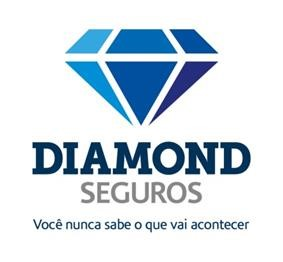 DIAMOND
SEGUROS
Você nunca sabe o que vai acontecer